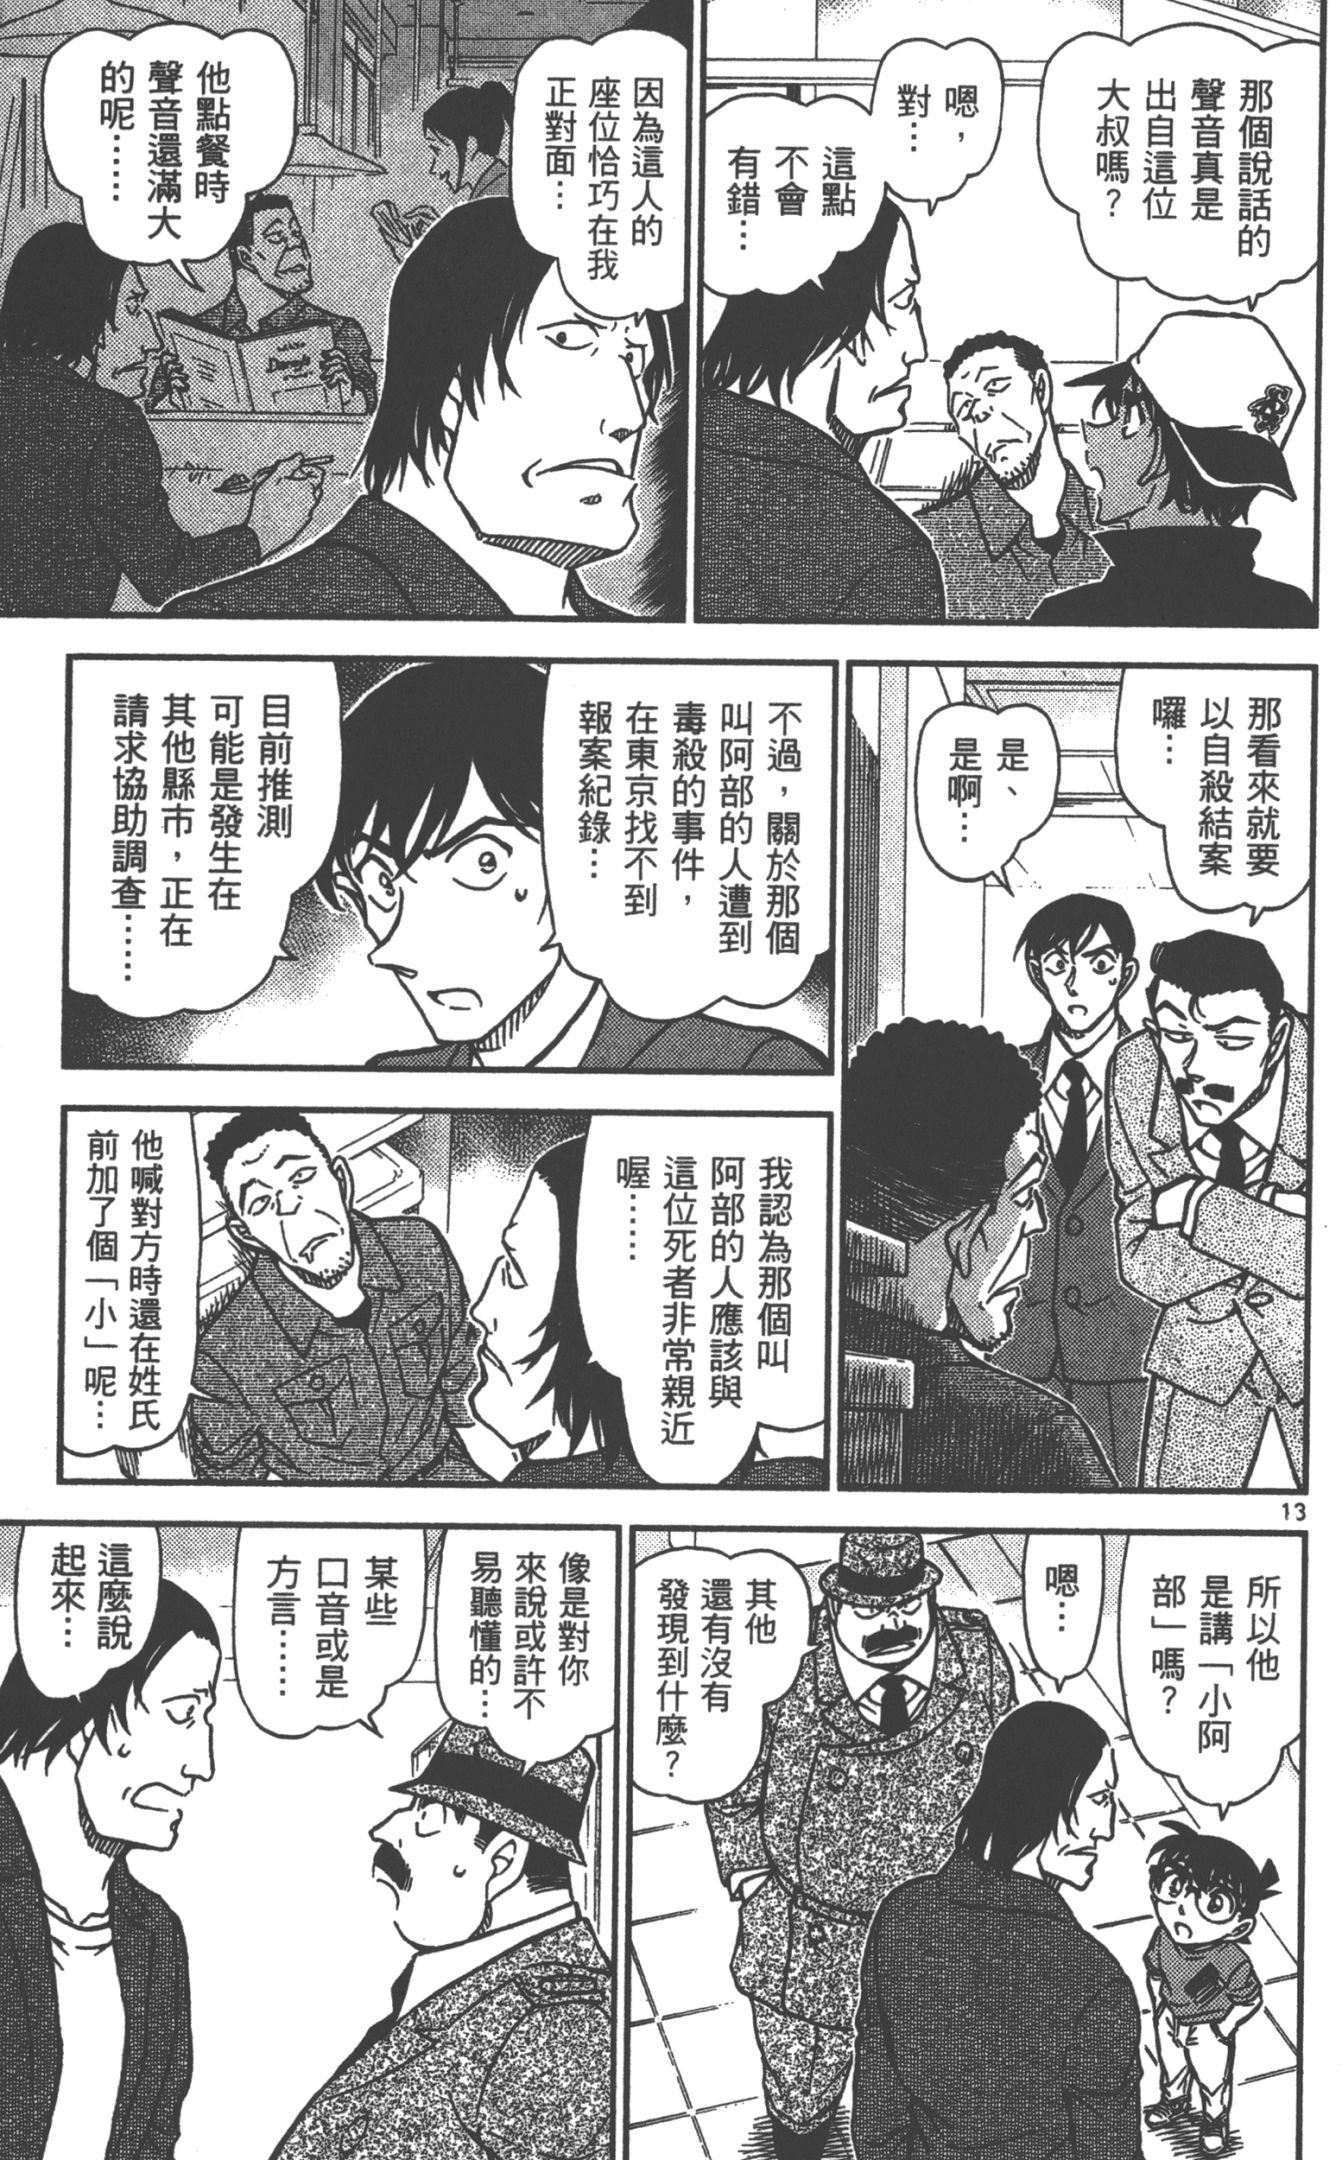 那個說話的
聲音真是
出自這位
大叔嗎？
嗯，
對…
這點
不會
有錯…
因為這人的
座位恰巧在我
正對面…
他點餐時
聲音還滿大
的呢……
那看來就要
以自殺結案
囉…
是、
是啊…
不過，關於那個
叫阿部的人遭到
毒殺的事件，
在東京找不到
報案紀錄…
目前推測
可能是發生在
其他縣市，正在
請求協助調查……
我認為那個叫
阿部的人應該與
這位死者非常親近
喔……
他喊對方時還在姓氏
前加了個「小」呢…
13
所以他
是講「小阿
部」嗎？
嗯…
其他
還有沒有
發現到什麼？
像是對你
來說或許不
易聽懂的…
某些
口音或是
方言……
這麼說
起來…